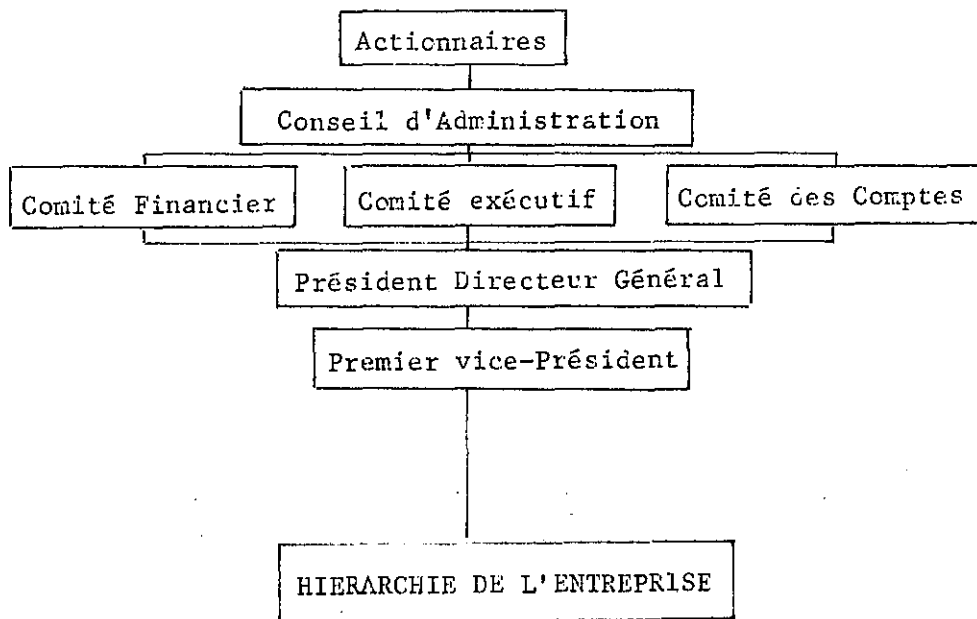 Actionnaires
Conseil d'Administration
Comité Financier
Comité exécutif
Comité des Comptes
Président Directeur Général
Premier vice-Président
HIERARCHIE DE L'ENTREPRISE